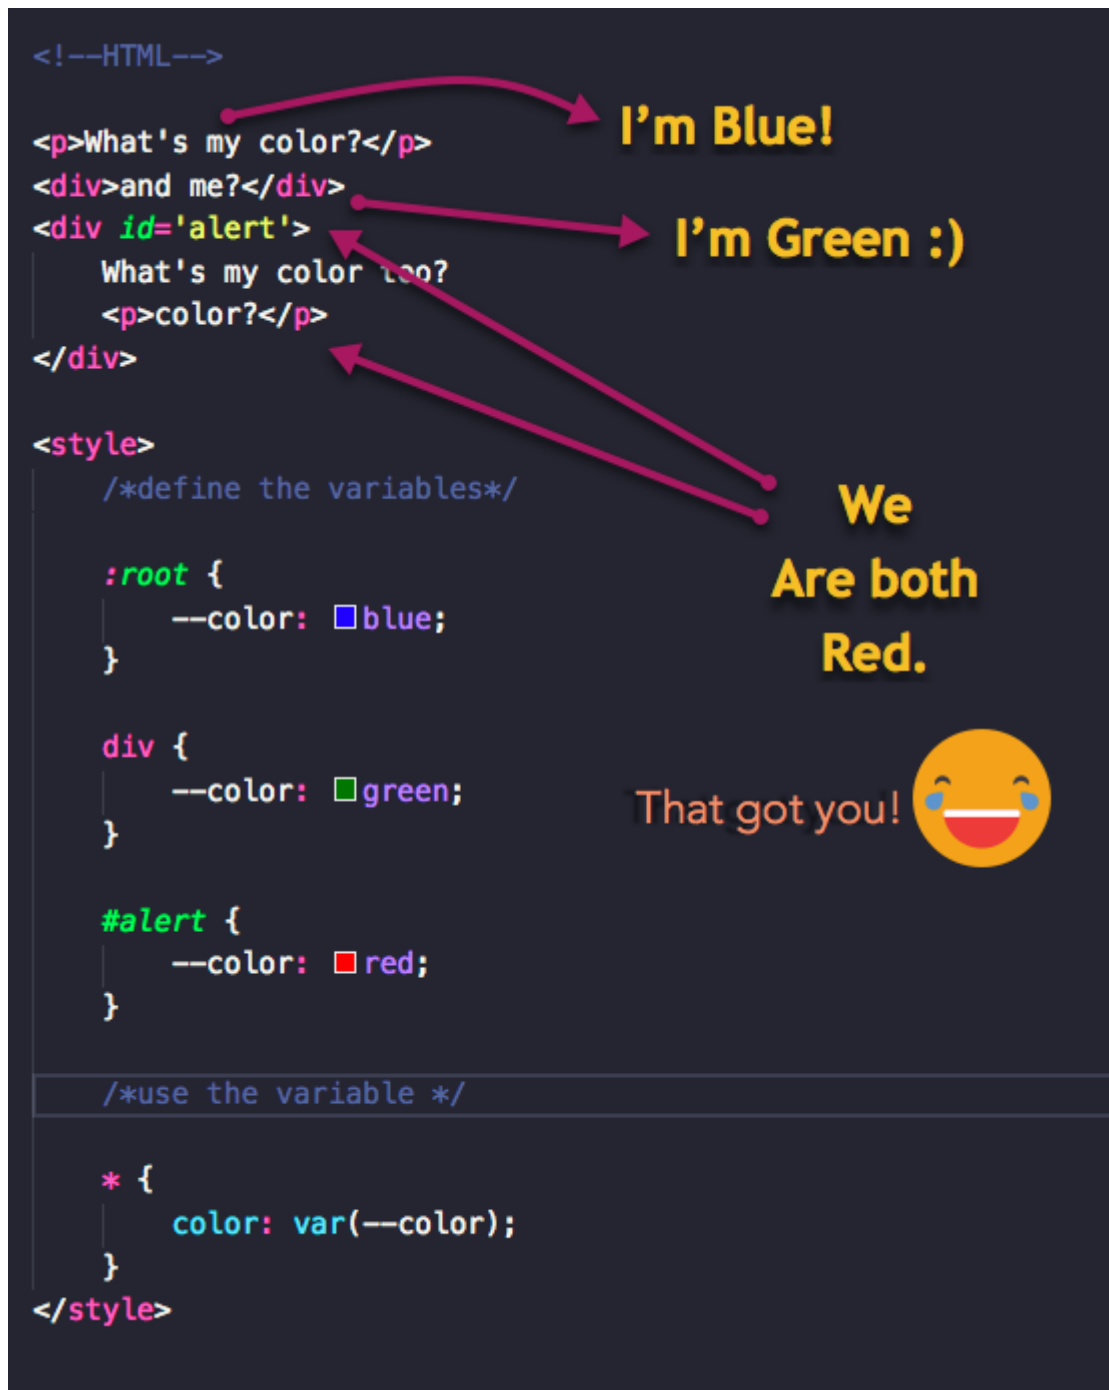 <!--HTML-->
<p>What's my color?</p>
I'm Blue!
<div>and me?</div>
I'm Green :)
<div id='alert'>
What's my color too?
<p>color?</p>
</div>
<style>
/*define the variables*/
We
Are both
Red.
:root {
--color: blue;
}
div {
--color: green;
}
That got you!
#alert {
--color: red;
}
/*use the variable */
* {
color: var(--color);
}
</style>